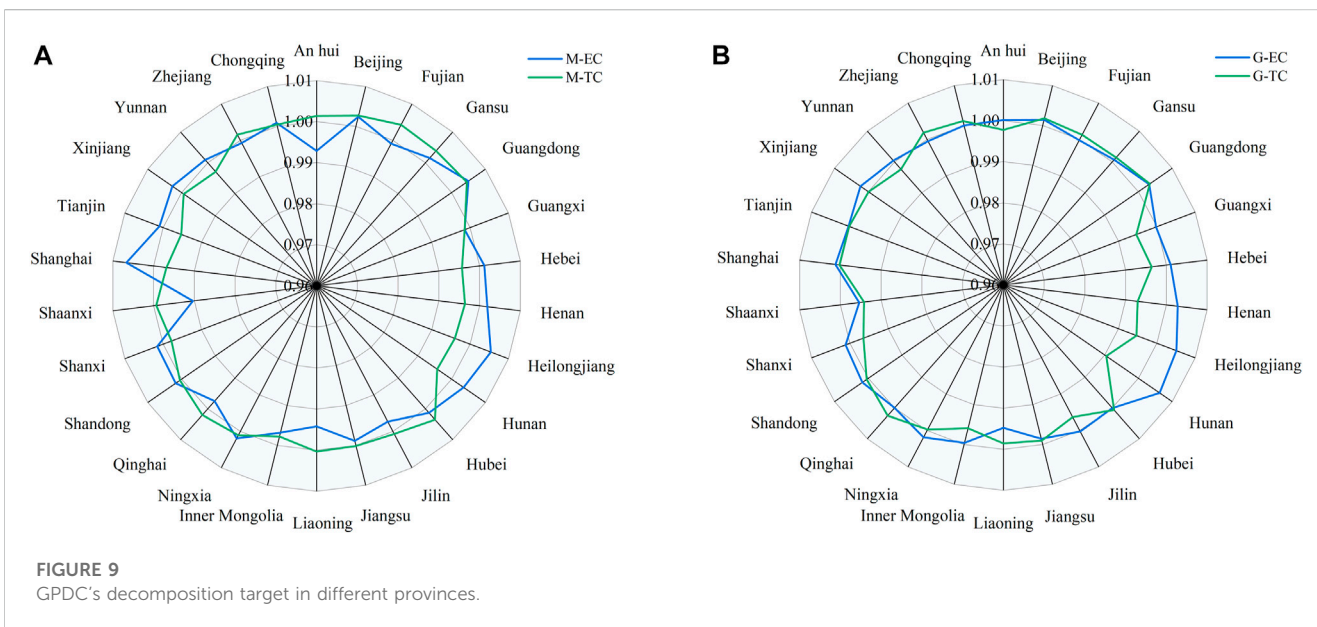 A
M-EC
M-TC
An hui
Beijing
Fujian
Gansu
Guangdong
Guangxi
Hebei
Henan
Heilongjiang
Hunan
Hubei
Jilin
Jiangsu
Liaoning
Inner Mongolia
Ningxia
Qinghai
Shandong
Shanxi
Shaanxi
Shanghai
Tianjin
Xinjiang
Yunnan
Zhejiang
Chongqing
1.01
1.00
0.99
0.98
0.97
0.96
B
G-EC
G-TC
An hui
Beijing
Fujian
Gansu
Guangdong
Guangxi
Hebei
Henan
Heilongjiang
Hunan
Hubei
Jilin
Jiangsu
Liaoning
Inner Mongolia
Ningxia
Qinghai
Shandong
Shanxi
Shaanxi
Shanghai
Tianjin
Xinjiang
Yunnan
Zhejiang
Chongqing
1.01
1.00
0.99
0.98
0.97
0.96
FIGURE 9
GPDC's decomposition target in different provinces.